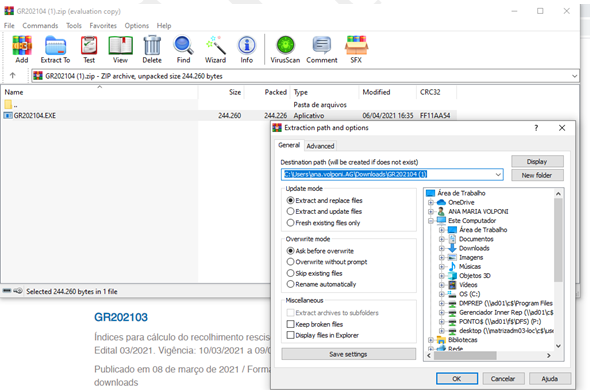 GR202104 (1).zip (evaluation copy)
File Commands Tools Favorites Options Help
Add Extract To Test View Delete Find Wizard Info VirusScan Comment SFX
GR202104 (1).zip - ZIP archive, unpacked size 244.260 bytes
Name Size Packed Type Modified CRC32
.. Pasta de arquivos
GR202104.EXE 244.260 244.226 Aplicativo 06/04/2021 16:35 FF11AA54
Extraction path and options
General Advanced
Destination path (will be created if does not exist)
Display
C:\Users\ana.volponi.AG\Downloads\GR202104 (1)
New folder
Update mode
Extract and replace files
Extract and update files
Fresh existing files only
Overwrite mode
Ask before overwrite
Overwrite without prompt
Skip existing files
Rename automatically
Miscellaneous
Extract archives to subfolders
Keep broken files
Display files in Explorer
Save settings
Área de Trabalho
OneDrive
ANA MARIA VOLPONI
Este Computador
Área de Trabalho
Documentos
Downloads
Imagens
Músicas
Objetos 3D
Vídeos
OS (C:)
DMPREP (\\ad01\c$\Program Files
Gerenciador Inner Rep (\\ad01\c$
PONTO$ (\\ad01\f$\DFS) (P:)
desktop (\\matrizadm03-loc\c$\use
Bibliotecas
Rede
OK Cancelar Ajuda
Selected 244.260 bytes in 1 file
GR202103
Índices para cálculo do recolhimento rescis
Edital 03/2021. Vigência: 10/03/2021 a 09/0
Publicado em 08 de março de 2021 / Forma
downloads